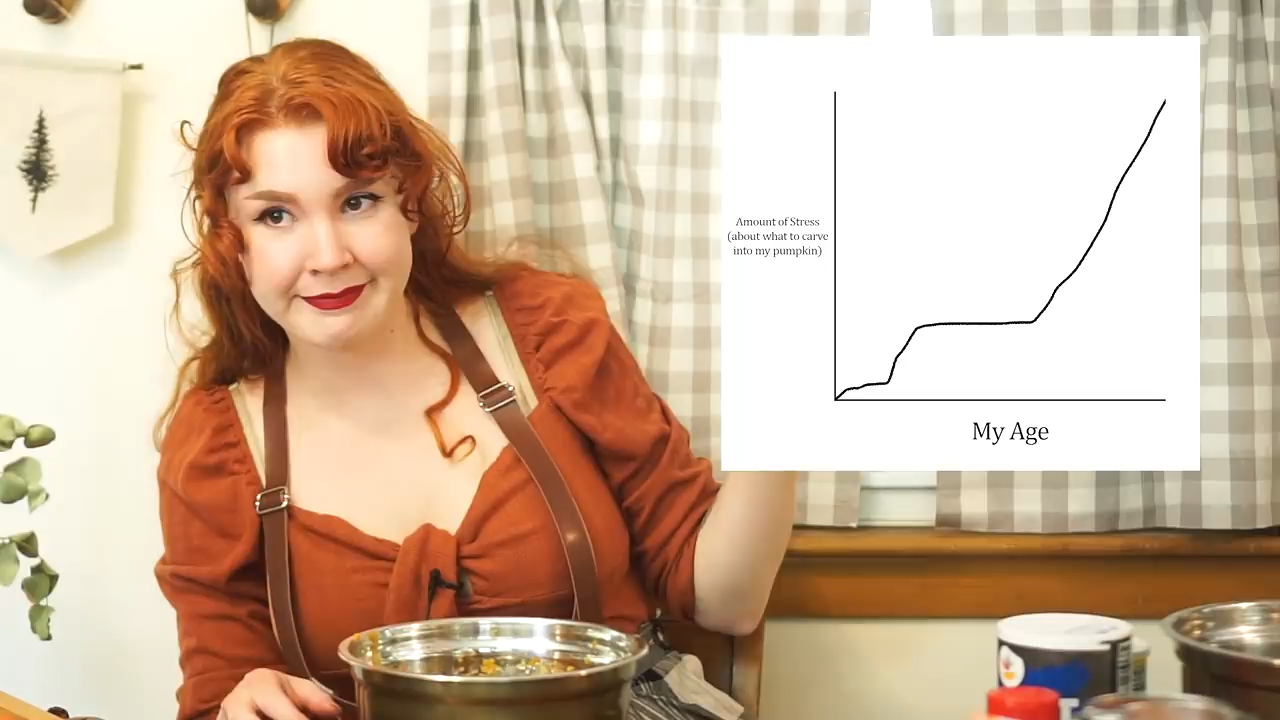 Amount of Stress
(about what to carve
into my pumpkin)
My Age